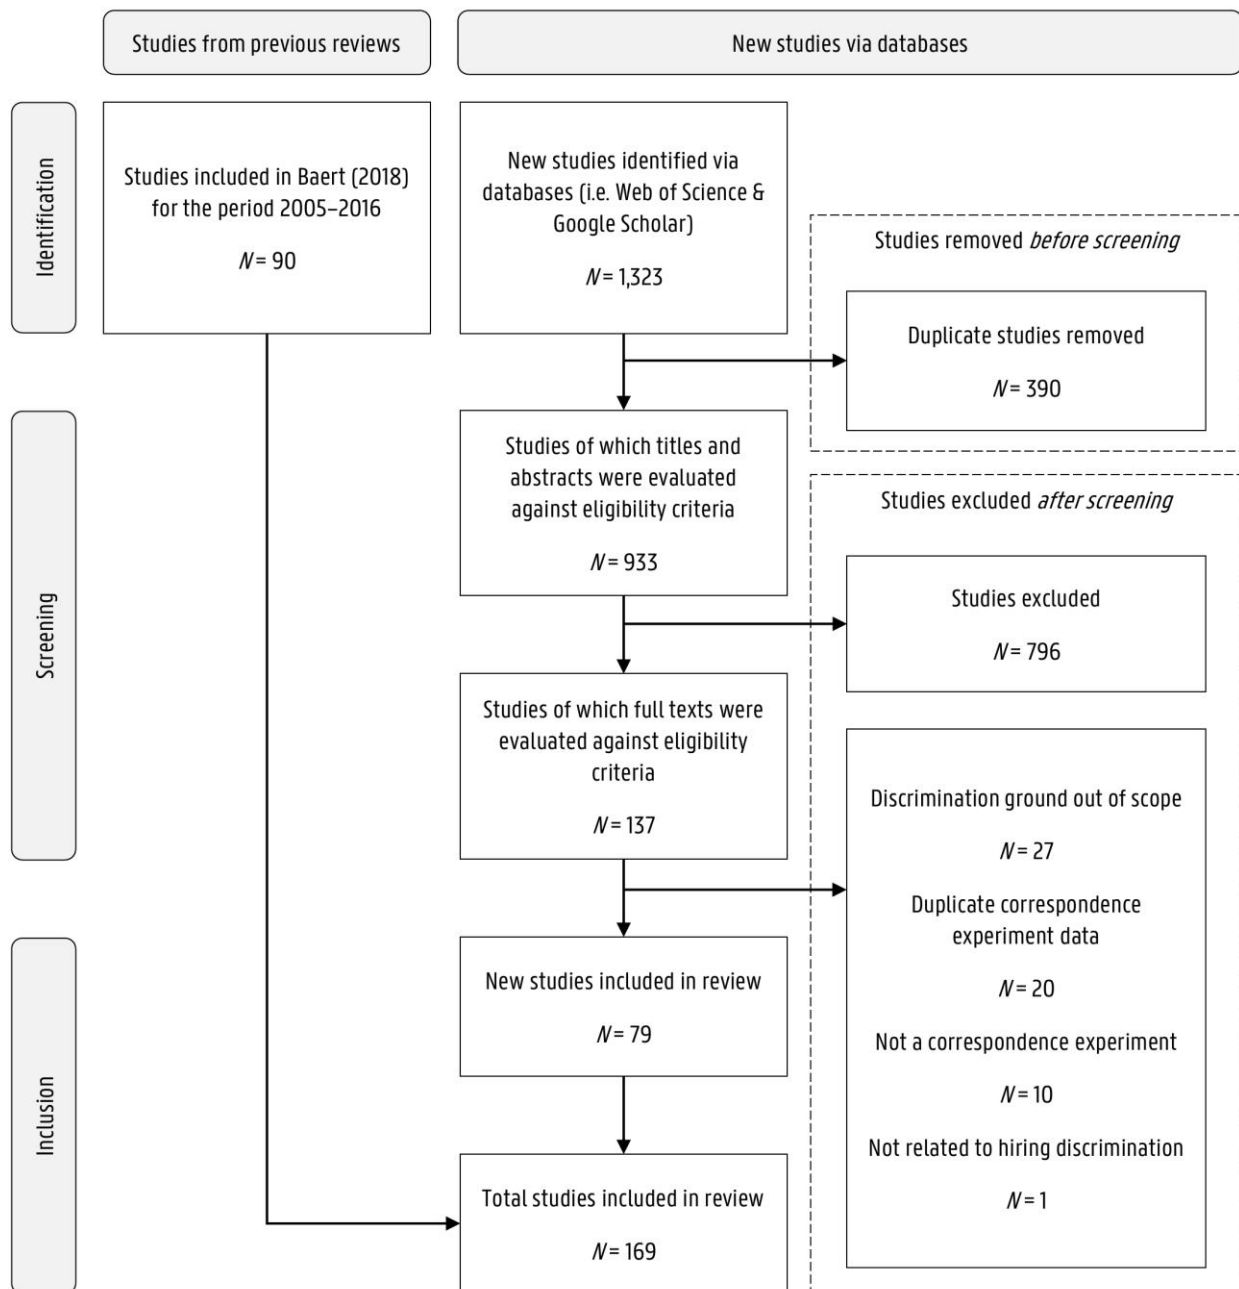 Studies from previous reviews
New studies via databases
Identification
Studies included in Baert (2018)
for the period 2005–2016
N = 90
New studies identified via
databases (i.e. Web of Science &
Google Scholar)
N = 1,323
Studies removed before screening
Duplicate studies removed
N = 390
Screening
Studies of which titles and
abstracts were evaluated
against eligibility criteria
N = 933
Studies excluded after screening
Studies excluded
N = 796
Studies of which full texts were
evaluated against eligibility
criteria
N = 137
Discrimination ground out of scope
N = 27
Duplicate correspondence
experiment data
N = 20
Not a correspondence experiment
N = 10
Not related to hiring discrimination
N = 1
Inclusion
New studies included in review
N = 79
Total studies included in review
N = 169